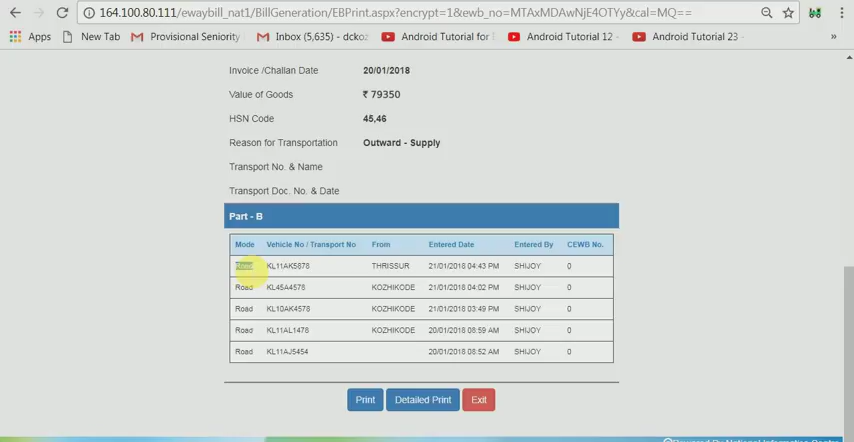 164.100.80.111/ewaybill_nat1/BillGeneration/EBPrint.aspx?encrypt=1&ewb_no=MTAxMDAwNjE4OTYy&cal=MQ==
Apps New Tab Provisional Seniority Inbox (5,635) - dckoz Android Tutorial for Android Tutorial 12 - Android Tutorial 23 - »
Invoice /Challan Date 20/01/2018
Value of Goods ₹ 79350
HSN Code 45,46
Reason for Transportation Outward - Supply
Transport No. & Name
Transport Doc. No. & Date
Part - B
Mode Vehicle No / Transport No From Entered Date Entered By CEWB No.
Road KL11AK5878 THRISSUR 21/01/2018 04:43 PM SHIJOY 0
Road KL45A4578 KOZHIKODE 21/01/2018 04:02 PM SHIJOY 0
Road KL10AK4578 KOZHIKODE 21/01/2018 03:49 PM SHIJOY 0
Road KL11AL1478 KOZHIKODE 20/01/2018 08:59 AM SHIJOY 0
Road KL11AJ5454 20/01/2018 08:52 AM SHIJOY 0
Print Detailed Print Exit
Powered By National Informatics Centre